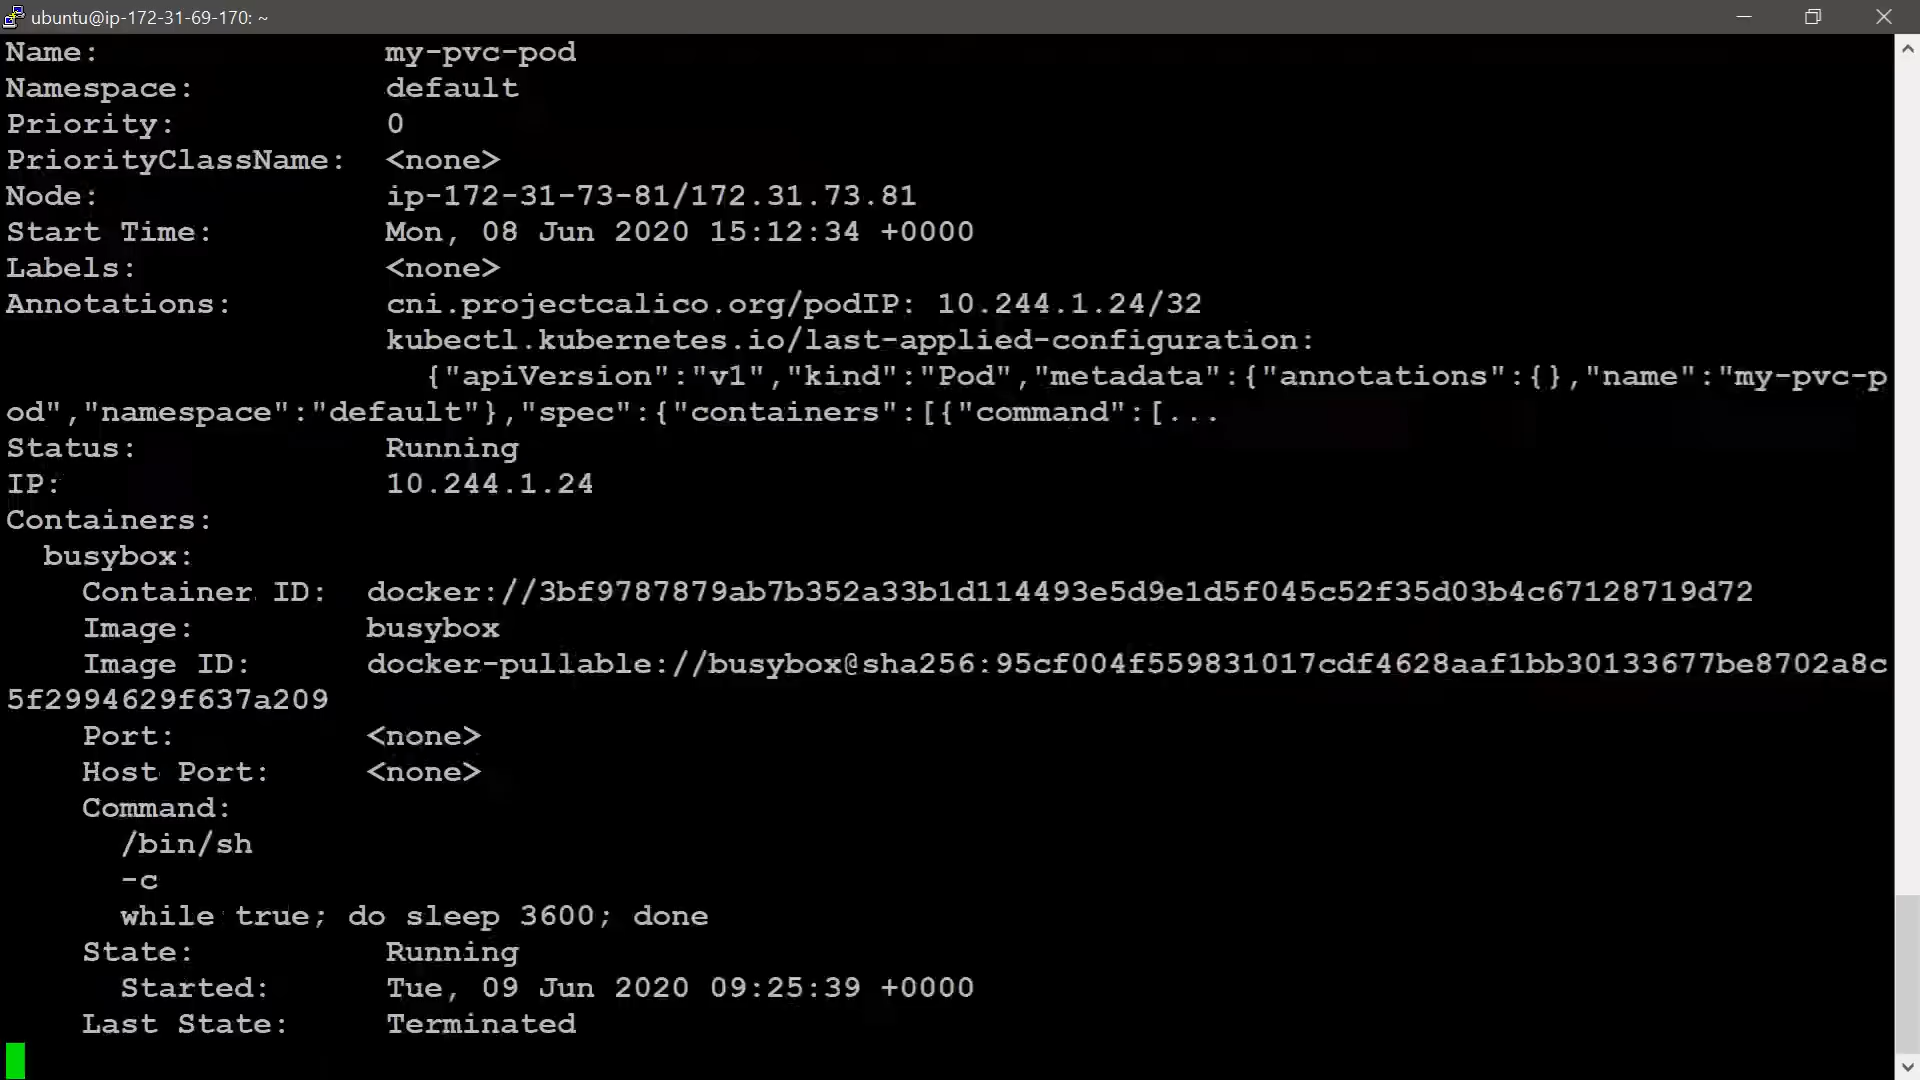 ubuntu@ip-172-31-69-170: ~
Name:               my-pvc-pod
Namespace:          default
Priority:           0
PriorityClassName:  <none>
Node:               ip-172-31-73-81/172.31.73.81
Start Time:         Mon, 08 Jun 2020 15:12:34 +0000
Labels:             <none>
Annotations:        cni.projectcalico.org/podIP: 10.244.1.24/32
                    kubectl.kubernetes.io/last-applied-configuration:
                      {"apiVersion":"v1","kind":"Pod","metadata":{"annotations":{},"name":"my-pvc-p
od","namespace":"default"},"spec":{"containers":[{"command":[...
Status:             Running
IP:                 10.244.1.24
Containers:
  busybox:
    Container ID:  docker://3bf9787879ab7b352a33b1d114493e5d9e1d5f045c52f35d03b4c67128719d72
    Image:         busybox
    Image ID:      docker-pullable://busybox@sha256:95cf004f559831017cdf4628aaf1bb30133677be8702a8c
5f2994629f637a209
    Port:          <none>
    Host Port:     <none>
    Command:
      /bin/sh
      -c
      while true; do sleep 3600; done
    State:          Running
      Started:      Tue, 09 Jun 2020 09:25:39 +0000
    Last State:     Terminated